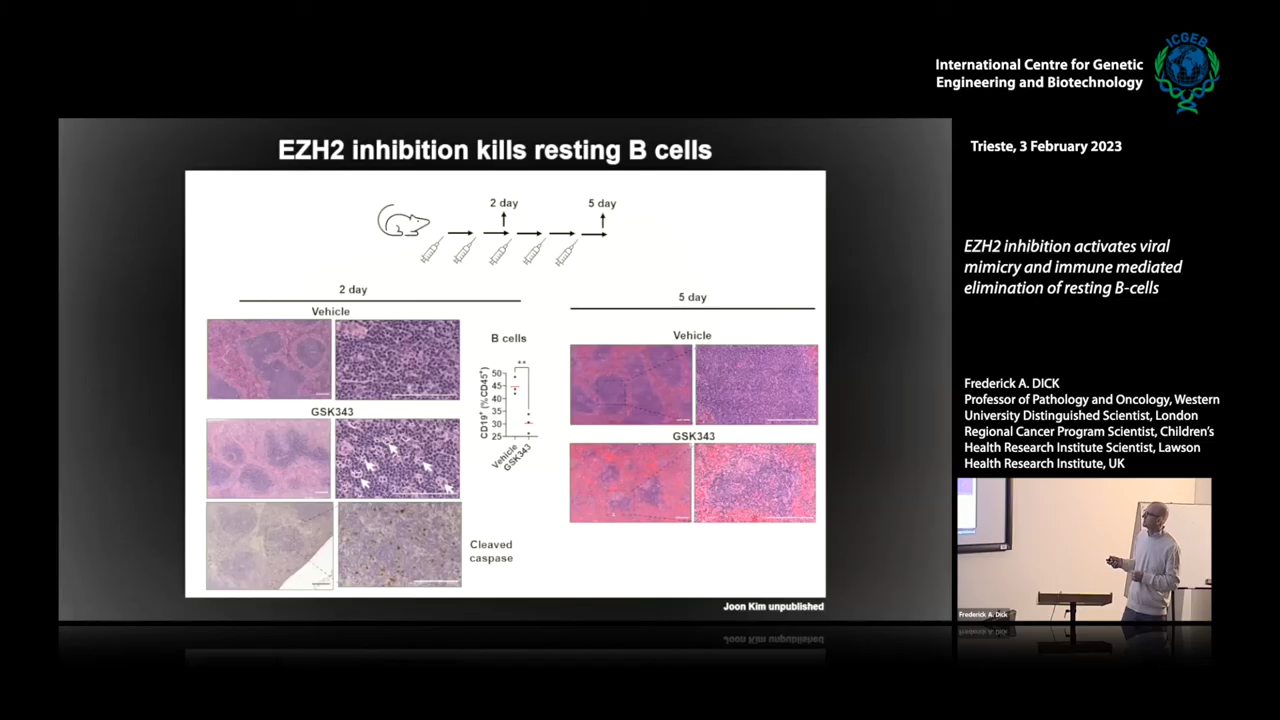 ICGEB
International Centre for Genetic
Engineering and Biotechnology
Trieste, 3 February 2023
EZH2 inhibition activates viral
mimicry and immune mediated
elimination of resting B-cells
Frederick A. DICK
Professor of Pathology and Oncology, Western
University Distinguished Scientist, London
Regional Cancer Program Scientist, Children's
Health Research Institute Scientist, Lawson
Health Research Institute, UK
Frederick A. Dick
EZH2 inhibition kills resting B cells
2 day
5 day
2 day
Vehicle
GSK343
B cells
**
CD19+ (%CD45+)
50
45
40
35
30
25
Vehicle
GSK343
Cleaved
caspase
5 day
Vehicle
GSK343
Joon Kim unpublished